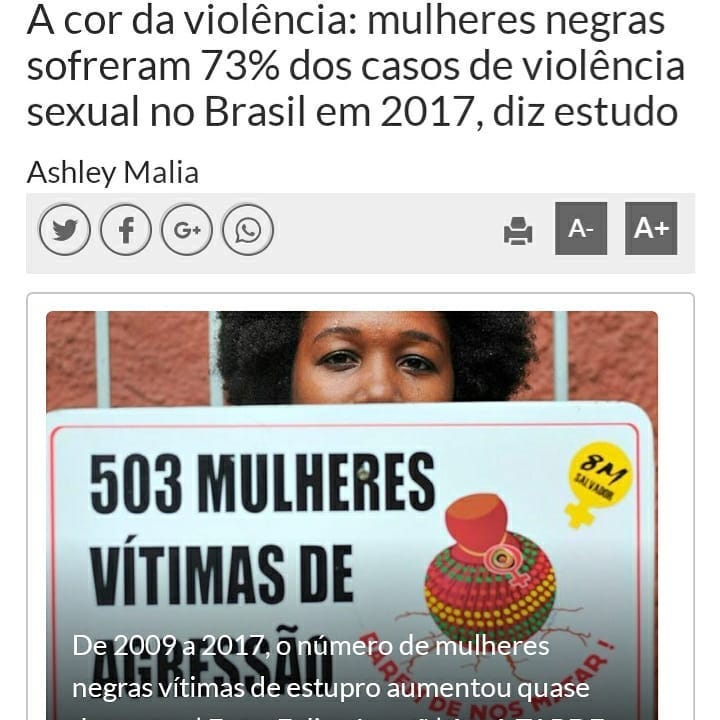 A cor da violência: mulheres negras
sofreram 73% dos casos de violência
sexual no Brasil em 2017, diz estudo
Ashley Malia
G+
A-
A+
503 MULHERES
VÍTIMAS DE
AGRESSÃO
8M
SALVADOR
PAREM DE NOS MATAR!
De 2009 a 2017, o número de mulheres
negras vítimas de estupro aumentou quase